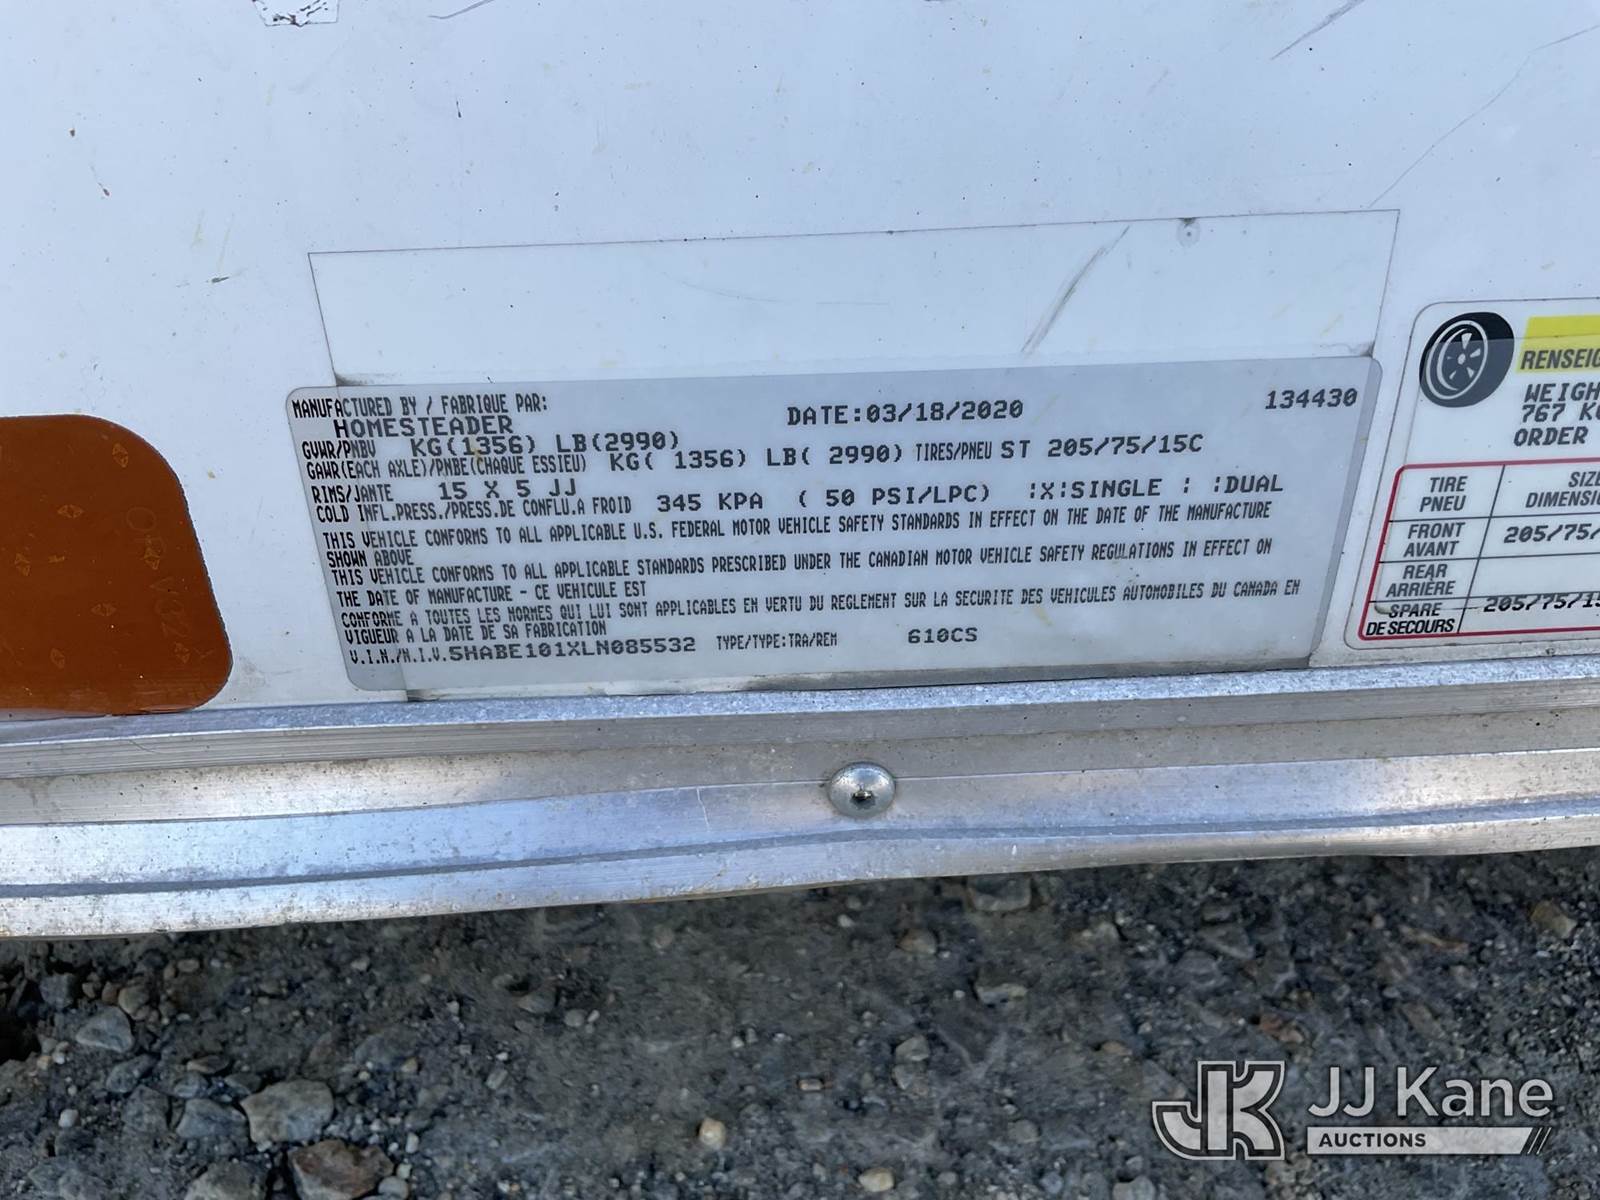 MANUFACTURED BY / FABRIQUE PAR: DATE:03/18/2020 134430
HOMESTEADER
GVWR/PNBV KG(1356) LB(2990)
GAWR(EACH AXLE)/PNBE(CHAQUE ESSIEU) KG( 1356) LB( 2990) TIRES/PNEU ST 205/75/15C
RIMS/JANTE 15 X 5 JJ
COLD INFL.PRESS./PRESS.DE CONFLU.A FROID 345 KPA ( 50 PSI/LPC) :X:SINGLE : :DUAL
THIS VEHICLE CONFORMS TO ALL APPLICABLE U.S. FEDERAL MOTOR VEHICLE SAFETY STANDARDS IN EFFECT ON THE DATE OF THE MANUFACTURE
SHOWN ABOVE
THIS VEHICLE CONFORMS TO ALL APPLICABLE STANDARDS PRESCRIBED UNDER THE CANADIAN MOTOR VEHICLE SAFETY REGULATIONS IN EFFECT ON
THE DATE OF MANUFACTURE - CE VEHICULE EST
CONFORME A TOUTES LES NORMES QUI LUI SONT APPLICABLES EN VERTU DU REGLEMENT SUR LA SECURITE DES VEHICULES AUTOMOBILES DU CANADA EN
VIGUEUR A LA DATE DE SA FABRICATION
V.I.N./N.I.V.5HABE101XLN085532 TYPE/TYPE:TRA/REM 610CS
RENSEIG
WEIGH
767 K
ORDER
TIRE SIZE
PNEU DIMENSI
FRONT 205/75/
AVANT
REAR
ARRIÈRE
SPARE 205/75/15
DE SECOURS
JK JJ Kane
AUCTIONS